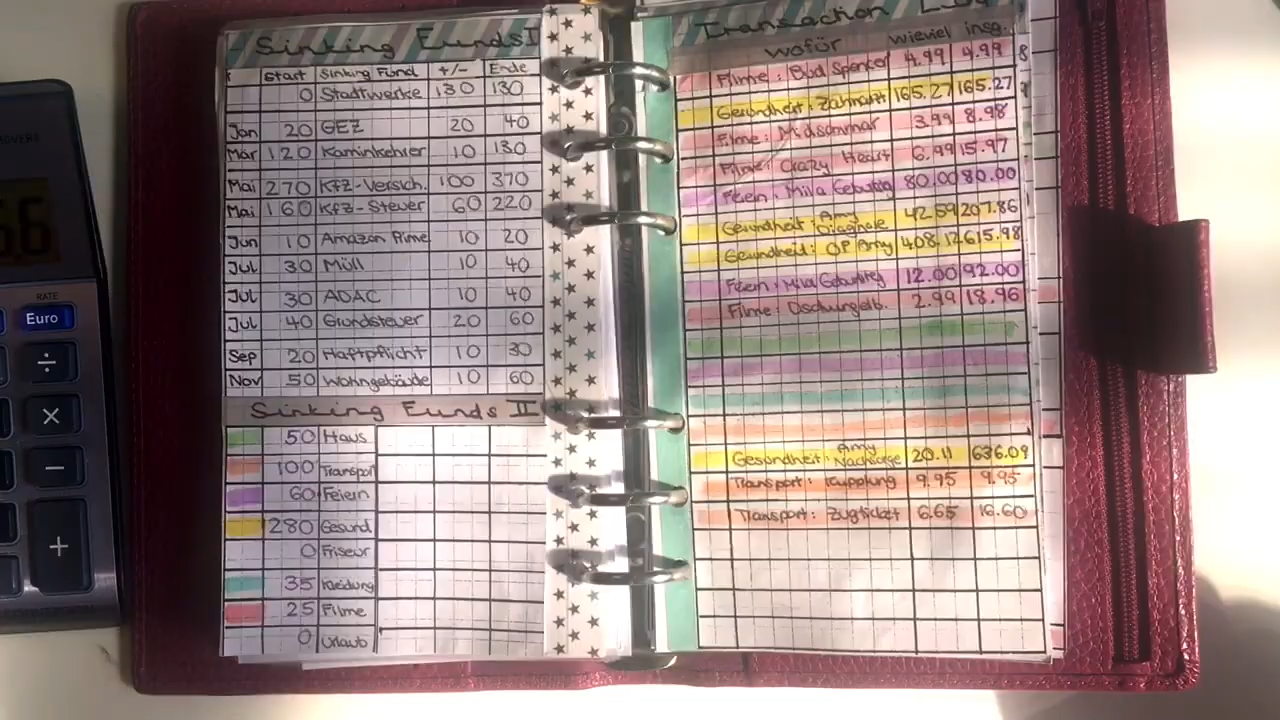 Sinking Funds I
Start Sinking Fund +/- Ende
0 Stadtwerke 130 130
Jan 20 GEZ 20 40
Mär 120 Kaminkehrer 10 130
Mai 270 Kfz-Versich. 100 370
Mai 160 Kfz-Steuer 60 220
Jun 10 Amazon Prime 10 20
Jul 30 Müll 10 40
Jul 30 ADAC 10 40
Jul 40 Grundsteuer 20 60
Sep 20 Haftpflicht 10 30
Nov 50 Wohngebäude 10 60
Sinking Funds II
50 Haus
100 Transpor
60 Feiern
280 Gesund
0 Friseur
35 Kleidung
25 Filme
0 Urlaub
Transaction Log
wofür wieviel insg.
Filme: Bud Spencer 4.99 4.99
Gesundheit: Zahnarzt 165.27 165.27
Filme: Midsommar 3.99 8.98
Filme: Crazy Heart 6.99 15.97
Feiern: Mila Geburtstag 80.00 80.00
Gesundheit: Amy Diagnose 42.59 207.86
Gesundheit: OP Amy 408.12 615.98
Feiern: Mila Geburtstag 12.00 92.00
Filme: Dschungelb. 2.99 18.96
Gesundheit: Amy Nachsorge 20.11 636.09
Transport: Kupplung 9.95 9.95
Transport: Zugticket 6.65 16.60
RATE
Euro
÷
×
−
+